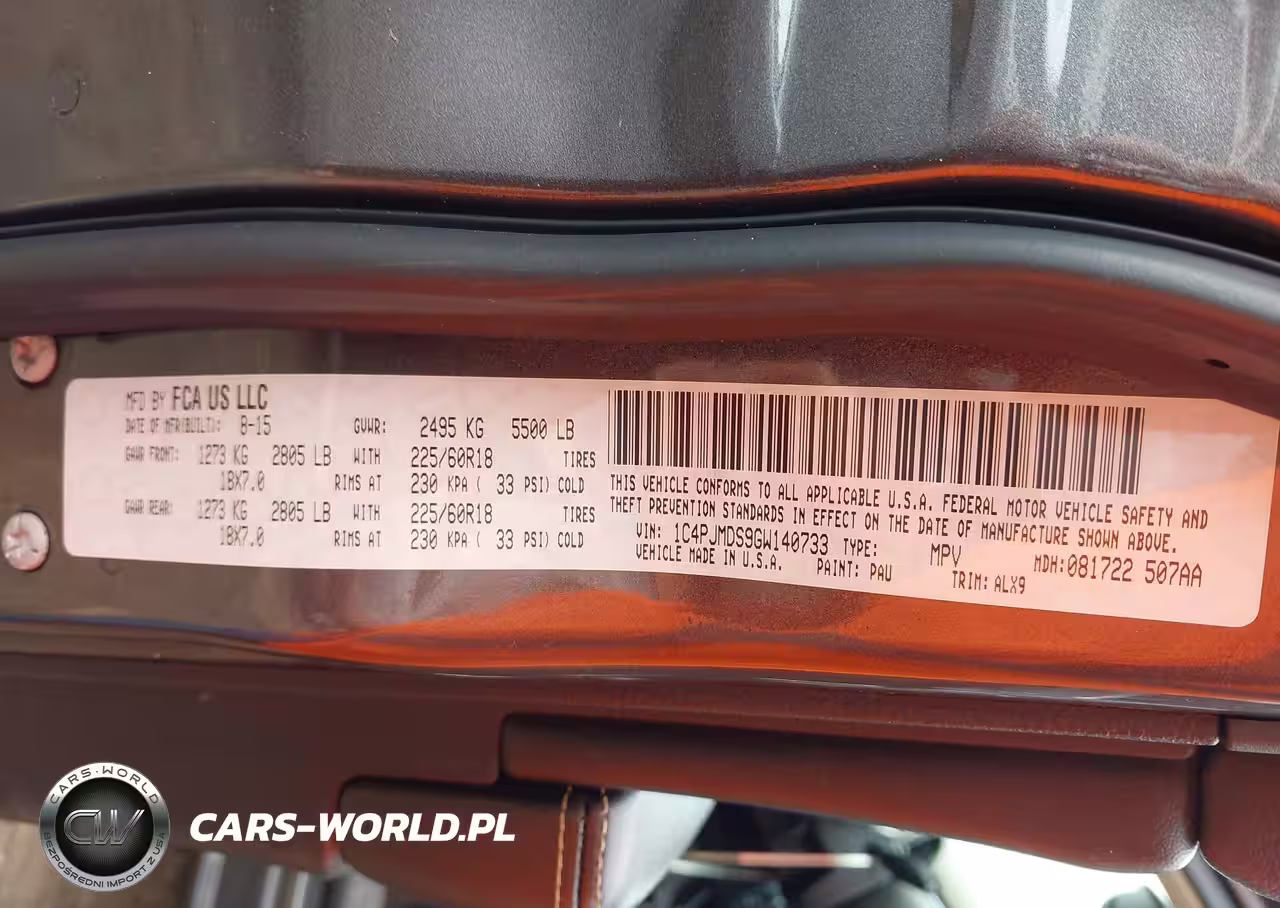 MFD BY FCA US LLC
DATE OF MFR(BUILT): 8-15 GVWR: 2495 KG 5500 LB
GAWR FRONT: 1273 KG 2805 LB WITH 225/60R18 TIRES
18X7.0 RIMS AT 230 KPA ( 33 PSI) COLD
GAWR REAR: 1273 KG 2805 LB WITH 225/60R18 TIRES
18X7.0 RIMS AT 230 KPA ( 33 PSI) COLD
THIS VEHICLE CONFORMS TO ALL APPLICABLE U.S.A. FEDERAL MOTOR VEHICLE SAFETY AND
THEFT PREVENTION STANDARDS IN EFFECT ON THE DATE OF MANUFACTURE SHOWN ABOVE.
VIN: 1C4PJMDS9GW140733 TYPE: MPV MDH:081722 507AA
VEHICLE MADE IN U.S.A. PAINT: PAU TRIM: ALX9
CARS-WORLD
CW
BEZPOŚREDNI IMPORT Z USA
CARS-WORLD.PL